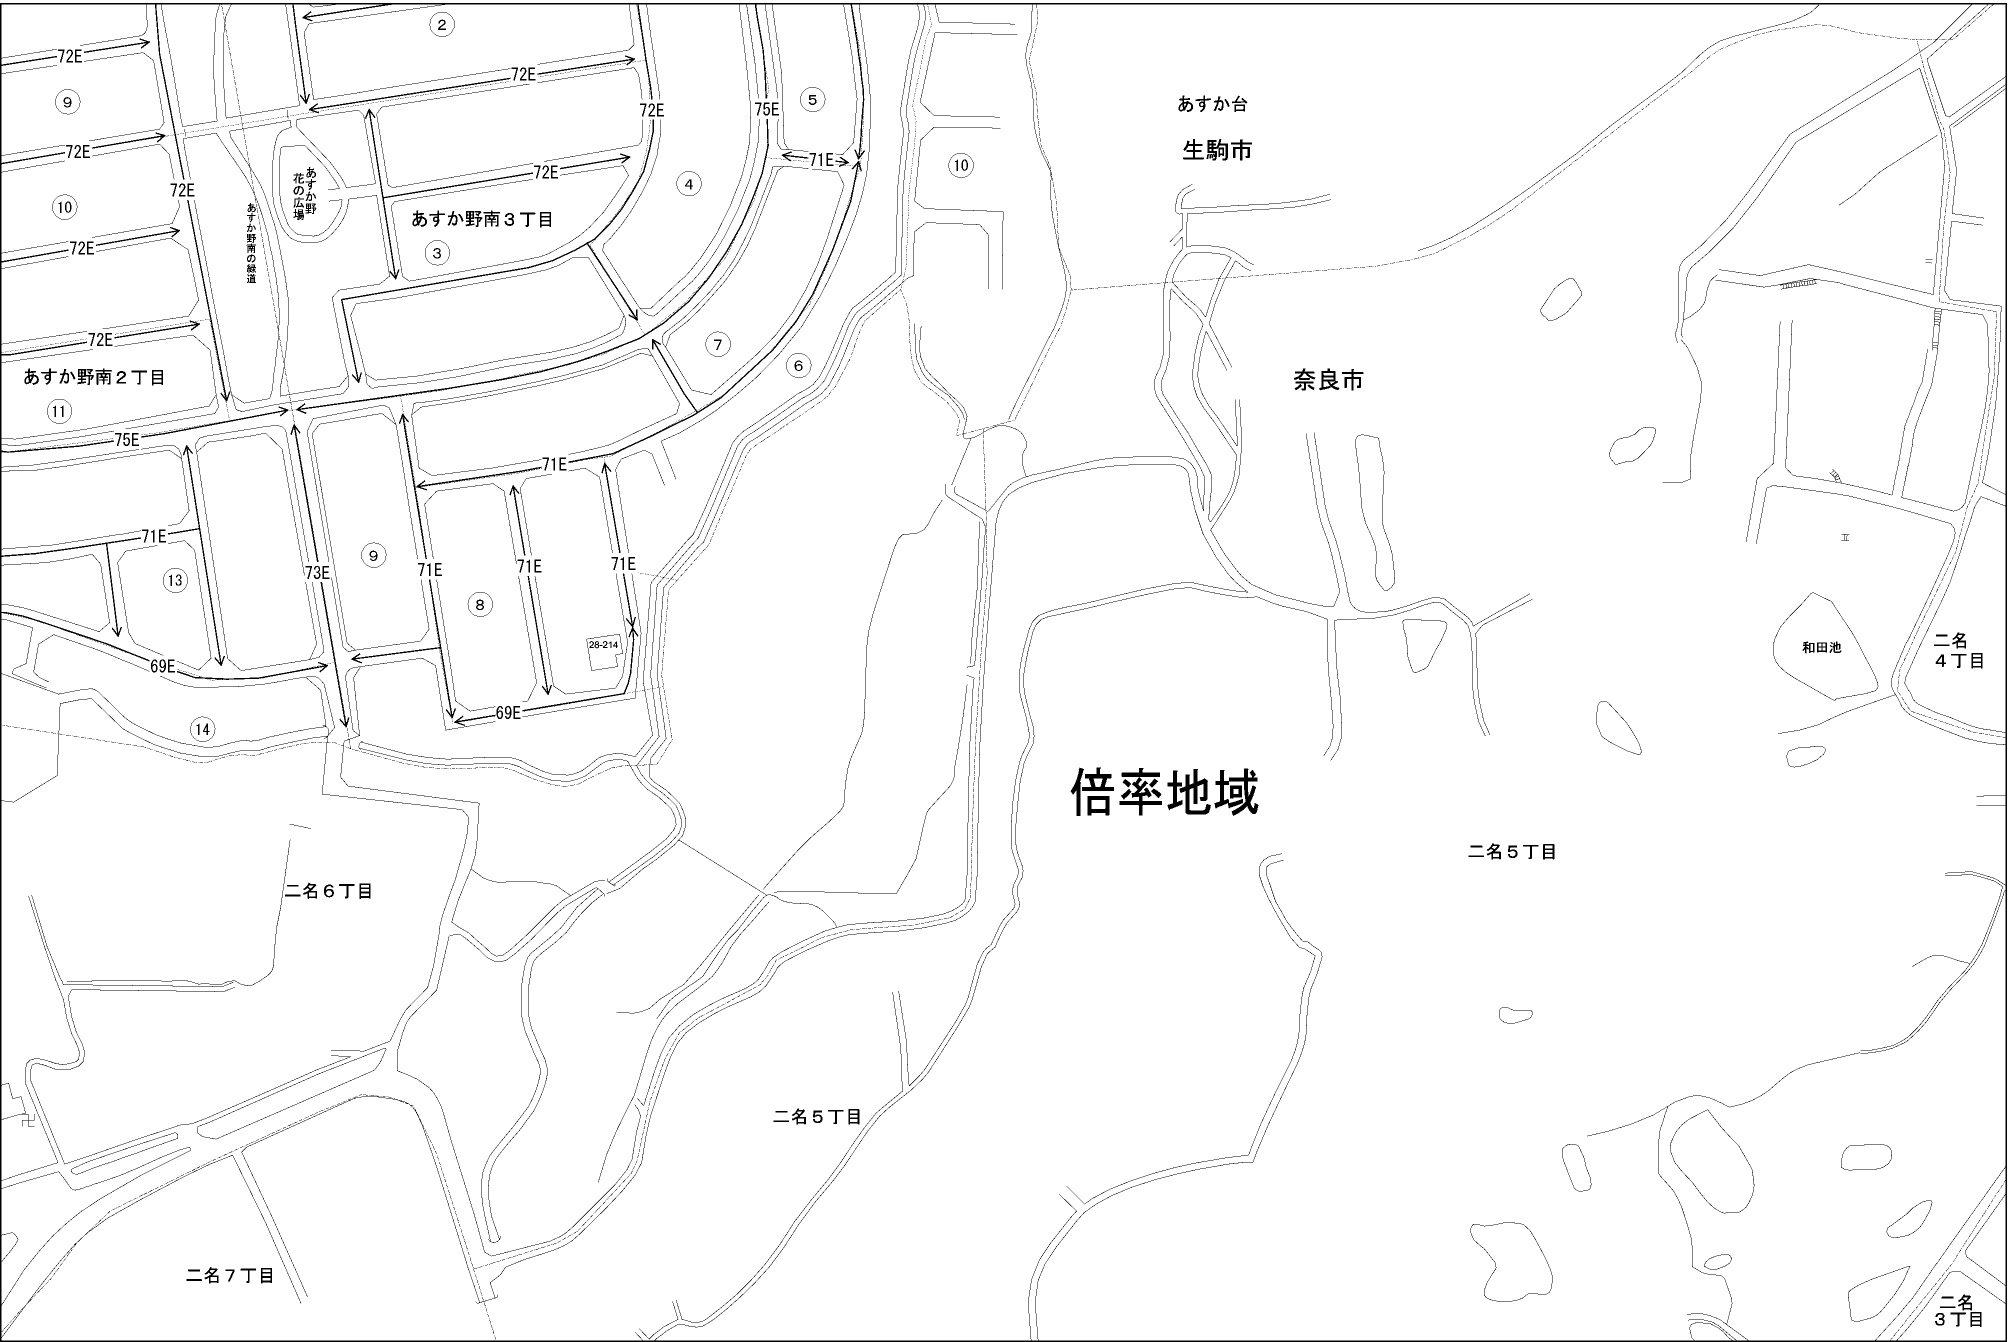 ②
72E
72E
⑨
72E
75E
⑤
あすか台
生駒市
72E
71E
⑩
72E
72E
あすか野
花の広場
④
⑩
あすか野南の緑道
あすか野南３丁目
72E
③
奈良市
72E
⑦
⑥
あすか野南２丁目
⑪
75E
71E
71E
⑨
73E
71E
71E
71E
⑬
⑧
28-214
69E
和田池
二名
４丁目
69E
⑭
倍率地域
二名５丁目
二名６丁目
二名５丁目
二名７丁目
二名
３丁目